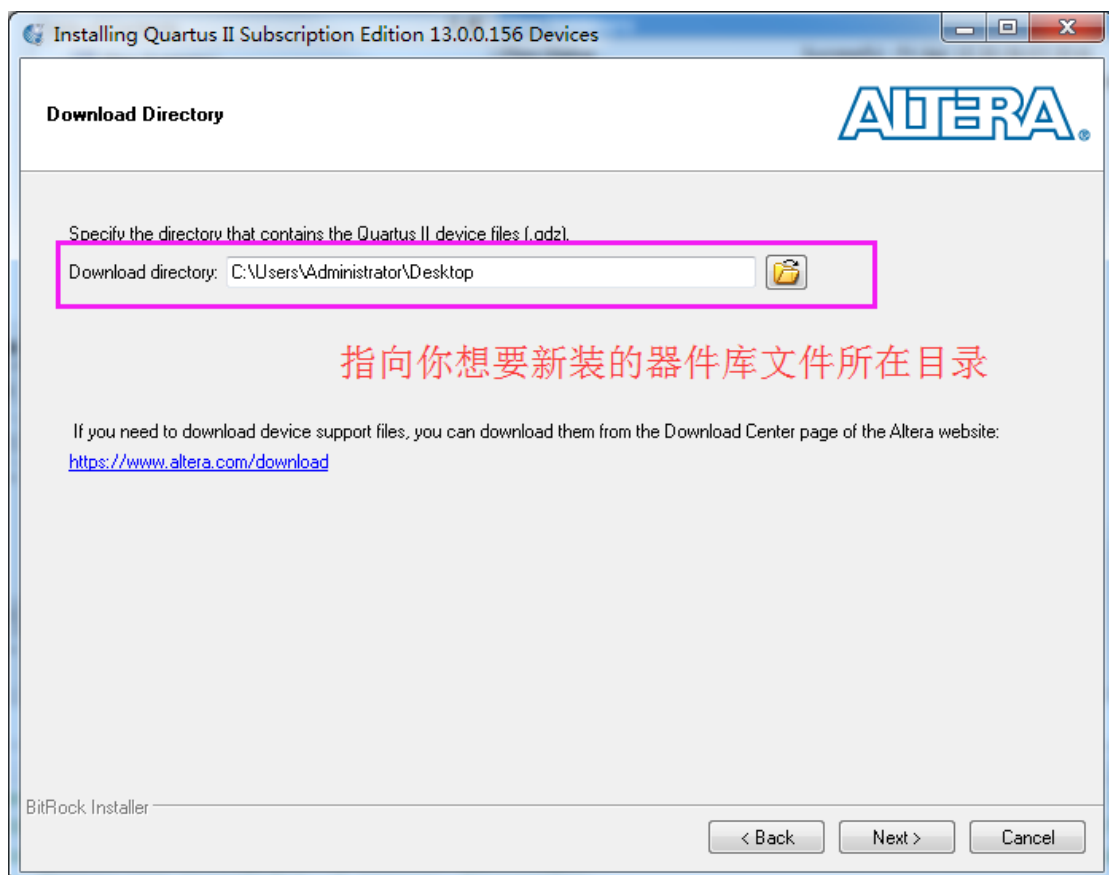 Installing Quartus II Subscription Edition 13.0.0.156 Devices
Download Directory
ALTERA®
Specify the directory that contains the Quartus II device files (.qdz).
Download directory: C:\Users\Administrator\Desktop
指向你想要新装的器件库文件所在目录
If you need to download device support files, you can download them from the Download Center page of the Altera website:
https://www.altera.com/download
BitRock Installer
< Back Next > Cancel